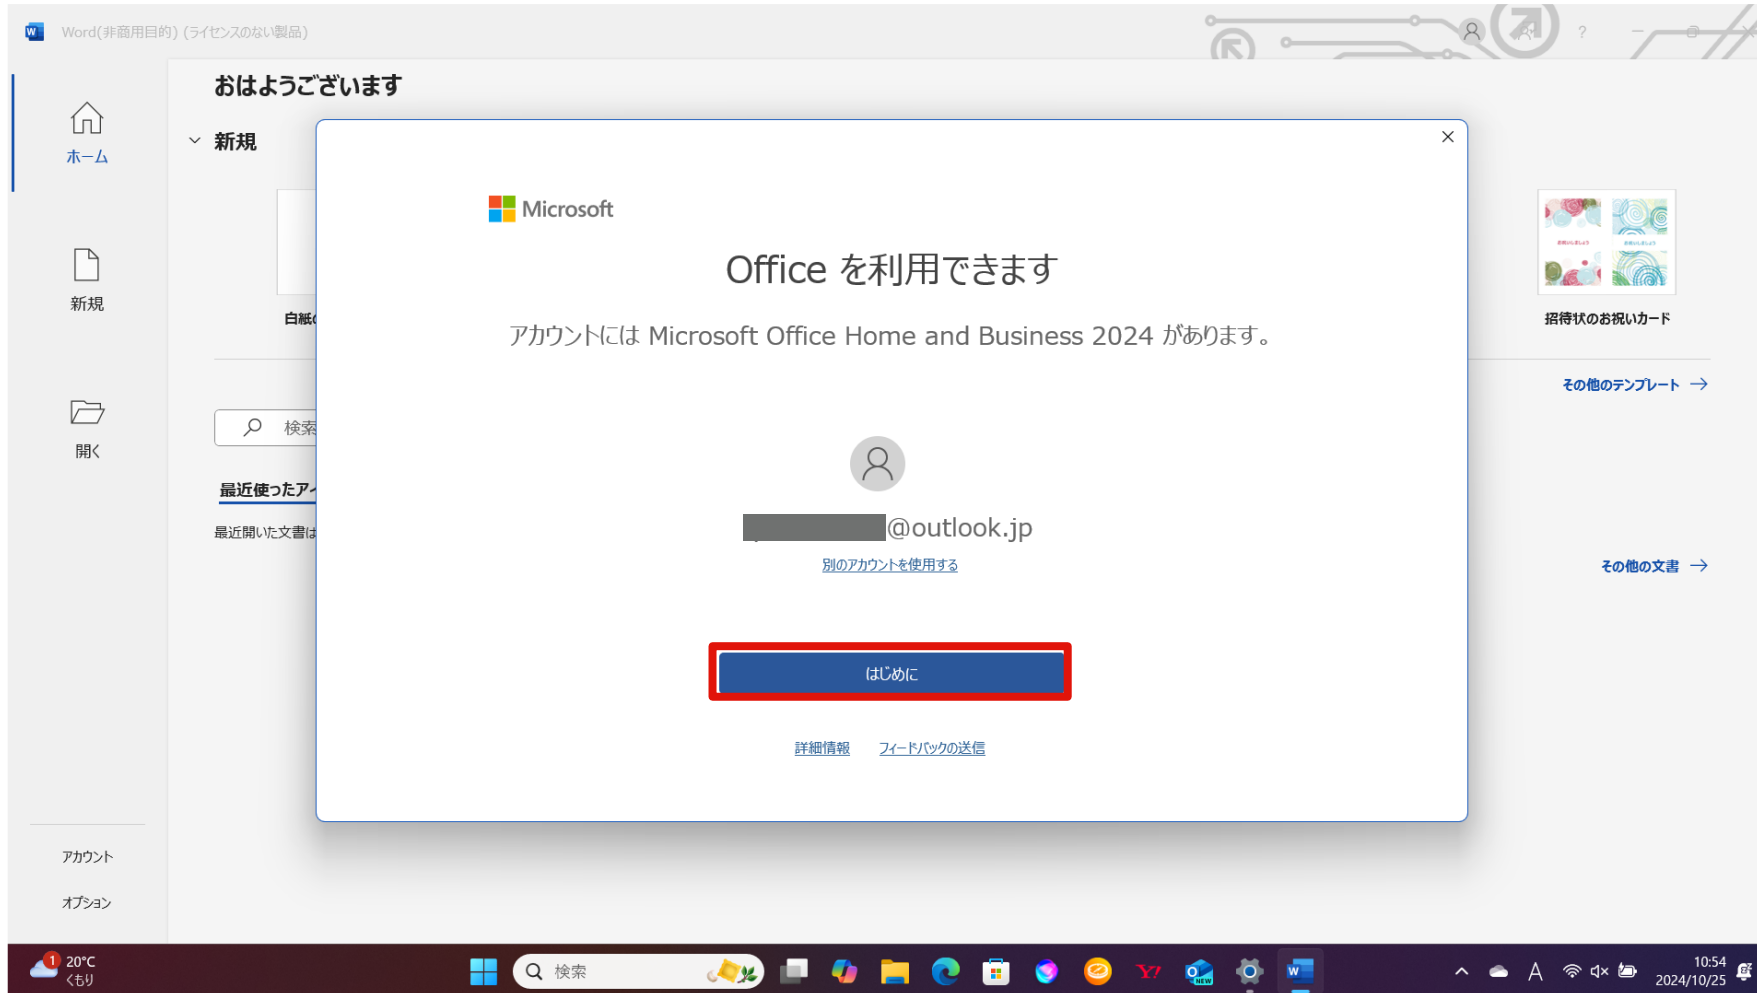 Word(非商用目的) (ライセンスのない製品)
?
おはようございます
ホーム
新規
Microsoft
Office を利用できます
アカウントには Microsoft Office Home and Business 2024 があります。
新規
白紙
招待状のお祝いカード
その他のテンプレート
開く
検索
最近使ったア
最近開いた文書は
@outlook.jp
別のアカウントを使用する
その他の文書
はじめに
詳細情報
フィードバックの送信
アカウント
オプション
1
20°C
くもり
検索
Y!
NEW
A
10:54
2024/10/25